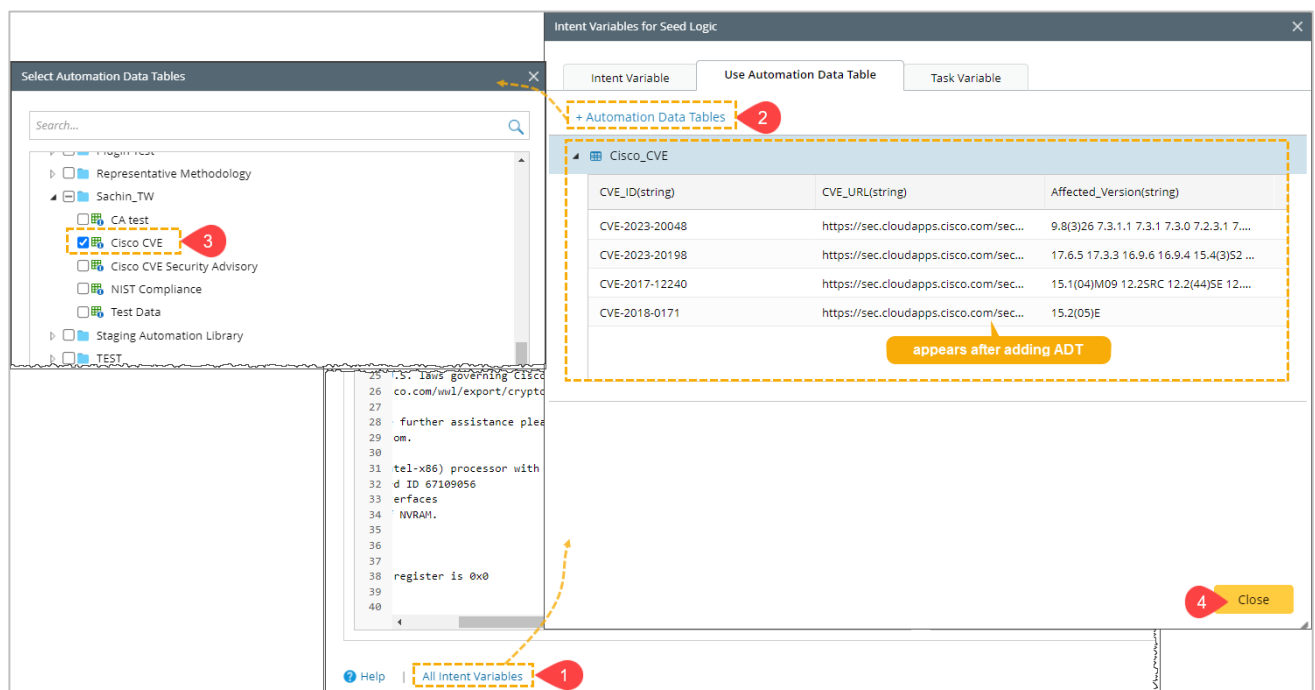 Intent Variables for Seed Logic
Select Automation Data Tables
Search...
Plugin Test
Representative Methodology
Sachin_TW
CA test
Cisco CVE
3
Cisco CVE Security Advisory
NIST Compliance
Test Data
Staging Automation Library
TEST
Intent Variable
Use Automation Data Table
Task Variable
+ Automation Data Tables
2
Cisco_CVE
CVE_ID(string) CVE_URL(string) Affected_Version(string)
CVE-2023-20048 https://sec.cloudapps.cisco.com/sec... 9.8(3)26 7.3.1.1 7.3.1 7.3.0 7.2.3.1 7....
CVE-2023-20198 https://sec.cloudapps.cisco.com/sec... 17.6.5 17.3.3 16.9.6 16.9.4 15.4(3)S2 ...
CVE-2017-12240 https://sec.cloudapps.cisco.com/sec... 15.1(04)M09 12.2SRC 12.2(44)SE 12....
CVE-2018-0171 https://sec.cloudapps.cisco.com/sec... 15.2(05)E
appears after adding ADT
25 .S. laws governing Cisco
26 co.com/wwl/export/crypto
27
28 further assistance plea
29 om.
30
31 tel-x86) processor with
32 d ID 67109056
33 erfaces
34 NVRAM.
35
36
37
38 register is 0x0
39
40
4
Close
Help | All Intent Variables
1